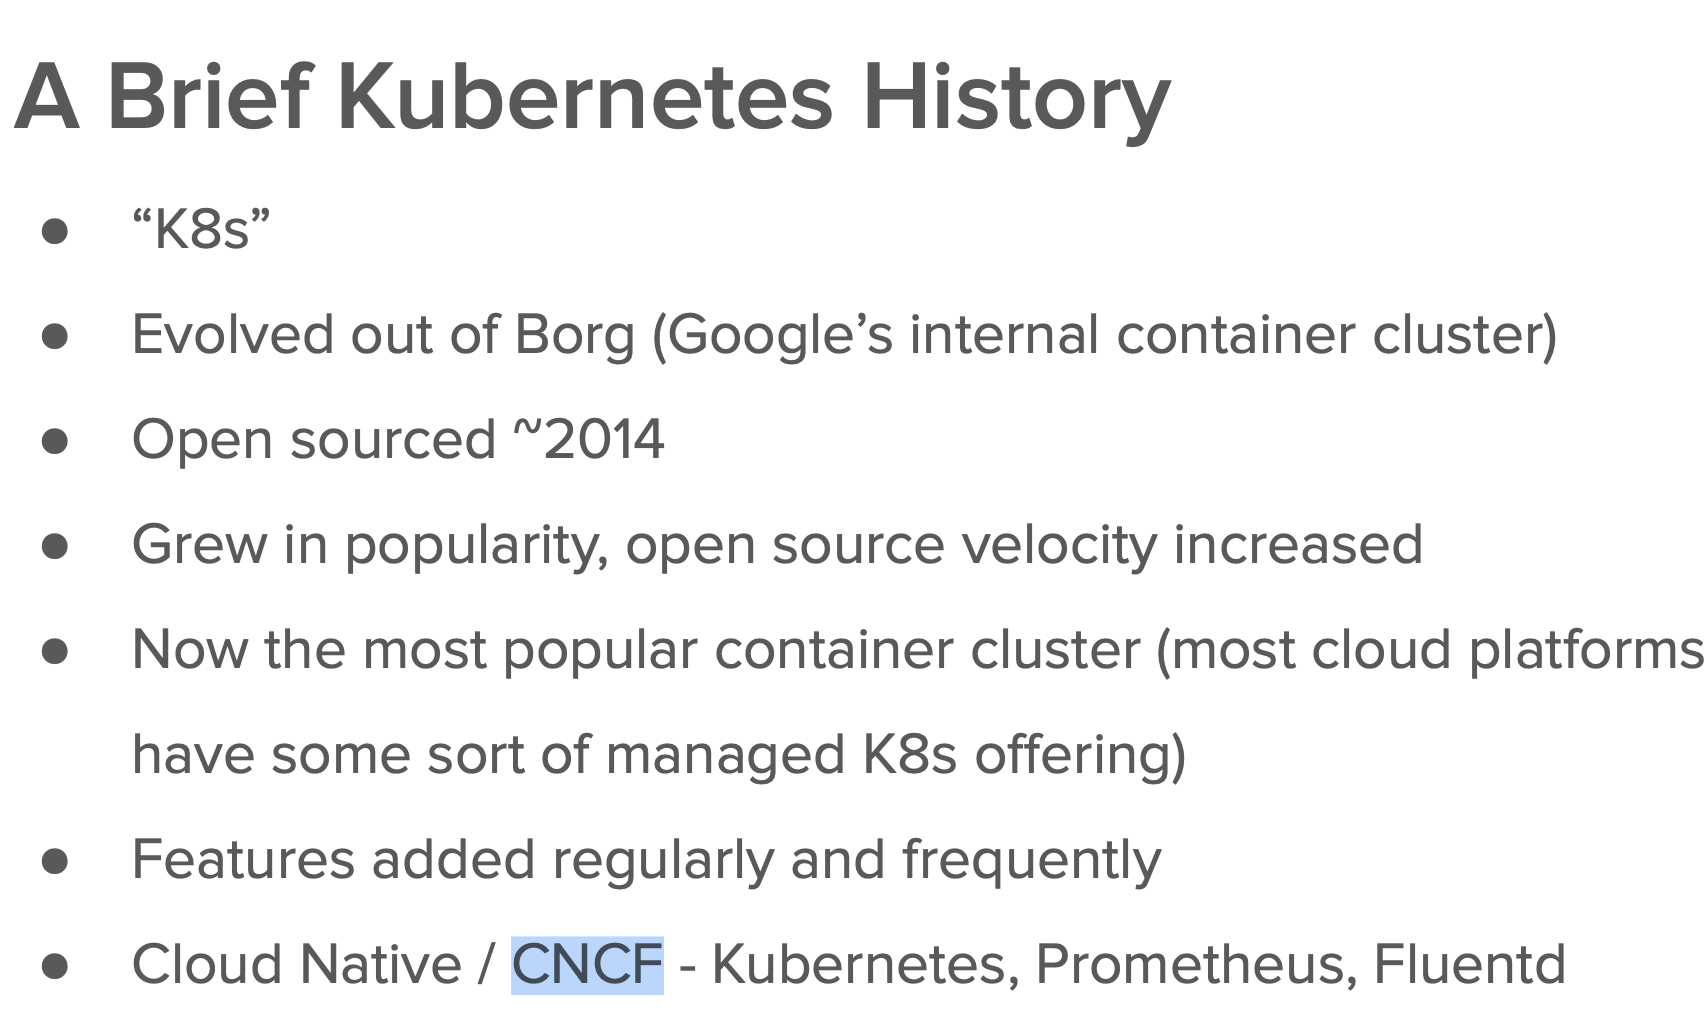 A Brief Kubernetes History
● “K8s”
● Evolved out of Borg (Google’s internal container cluster)
● Open sourced ~2014
● Grew in popularity, open source velocity increased
● Now the most popular container cluster (most cloud platforms
have some sort of managed K8s offering)
● Features added regularly and frequently
● Cloud Native / CNCF - Kubernetes, Prometheus, Fluentd